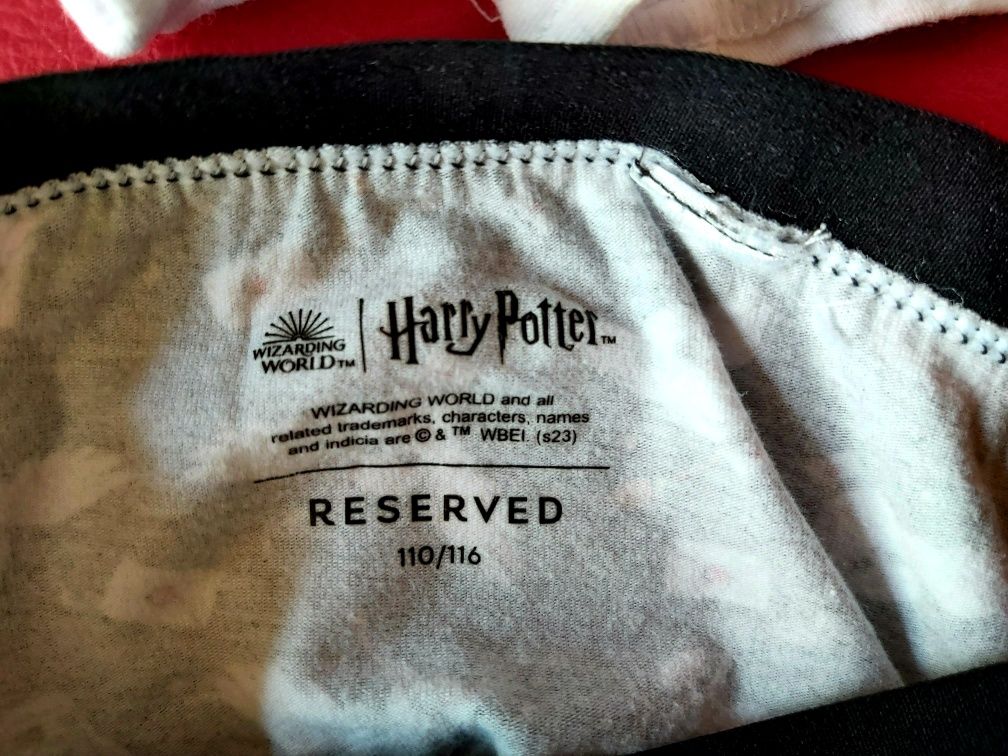 WIZARDING
WORLD™
Harry Potter™
WIZARDING WORLD and all
related trademarks, characters, names
and indicia are © & ™ WBEI. (s23)
RESERVED
110/116